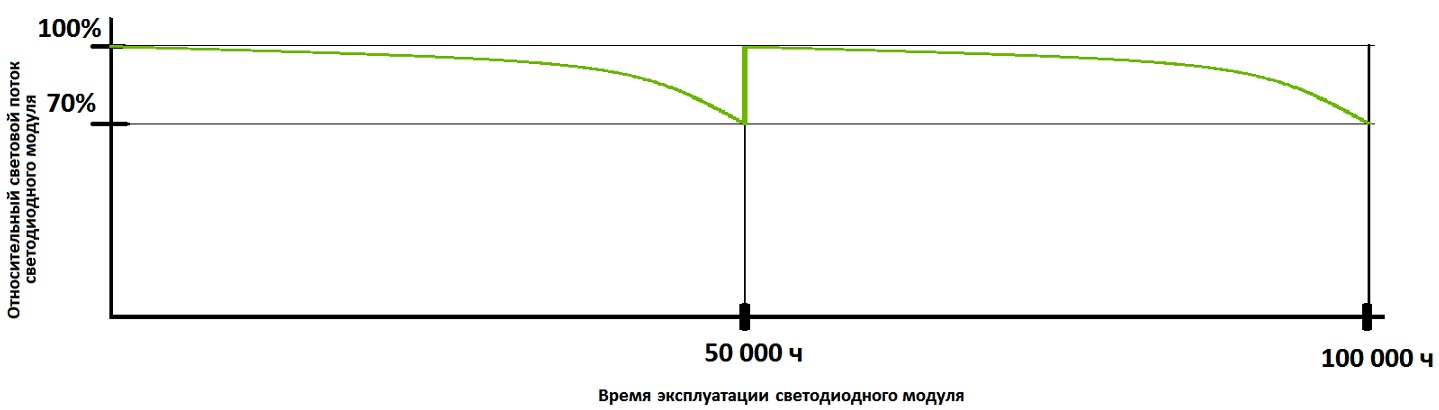 100%
70%
Относительный световой поток
светодиодного модуля
50 000 ч
100 000 ч
Время эксплуатации светодиодного модуля